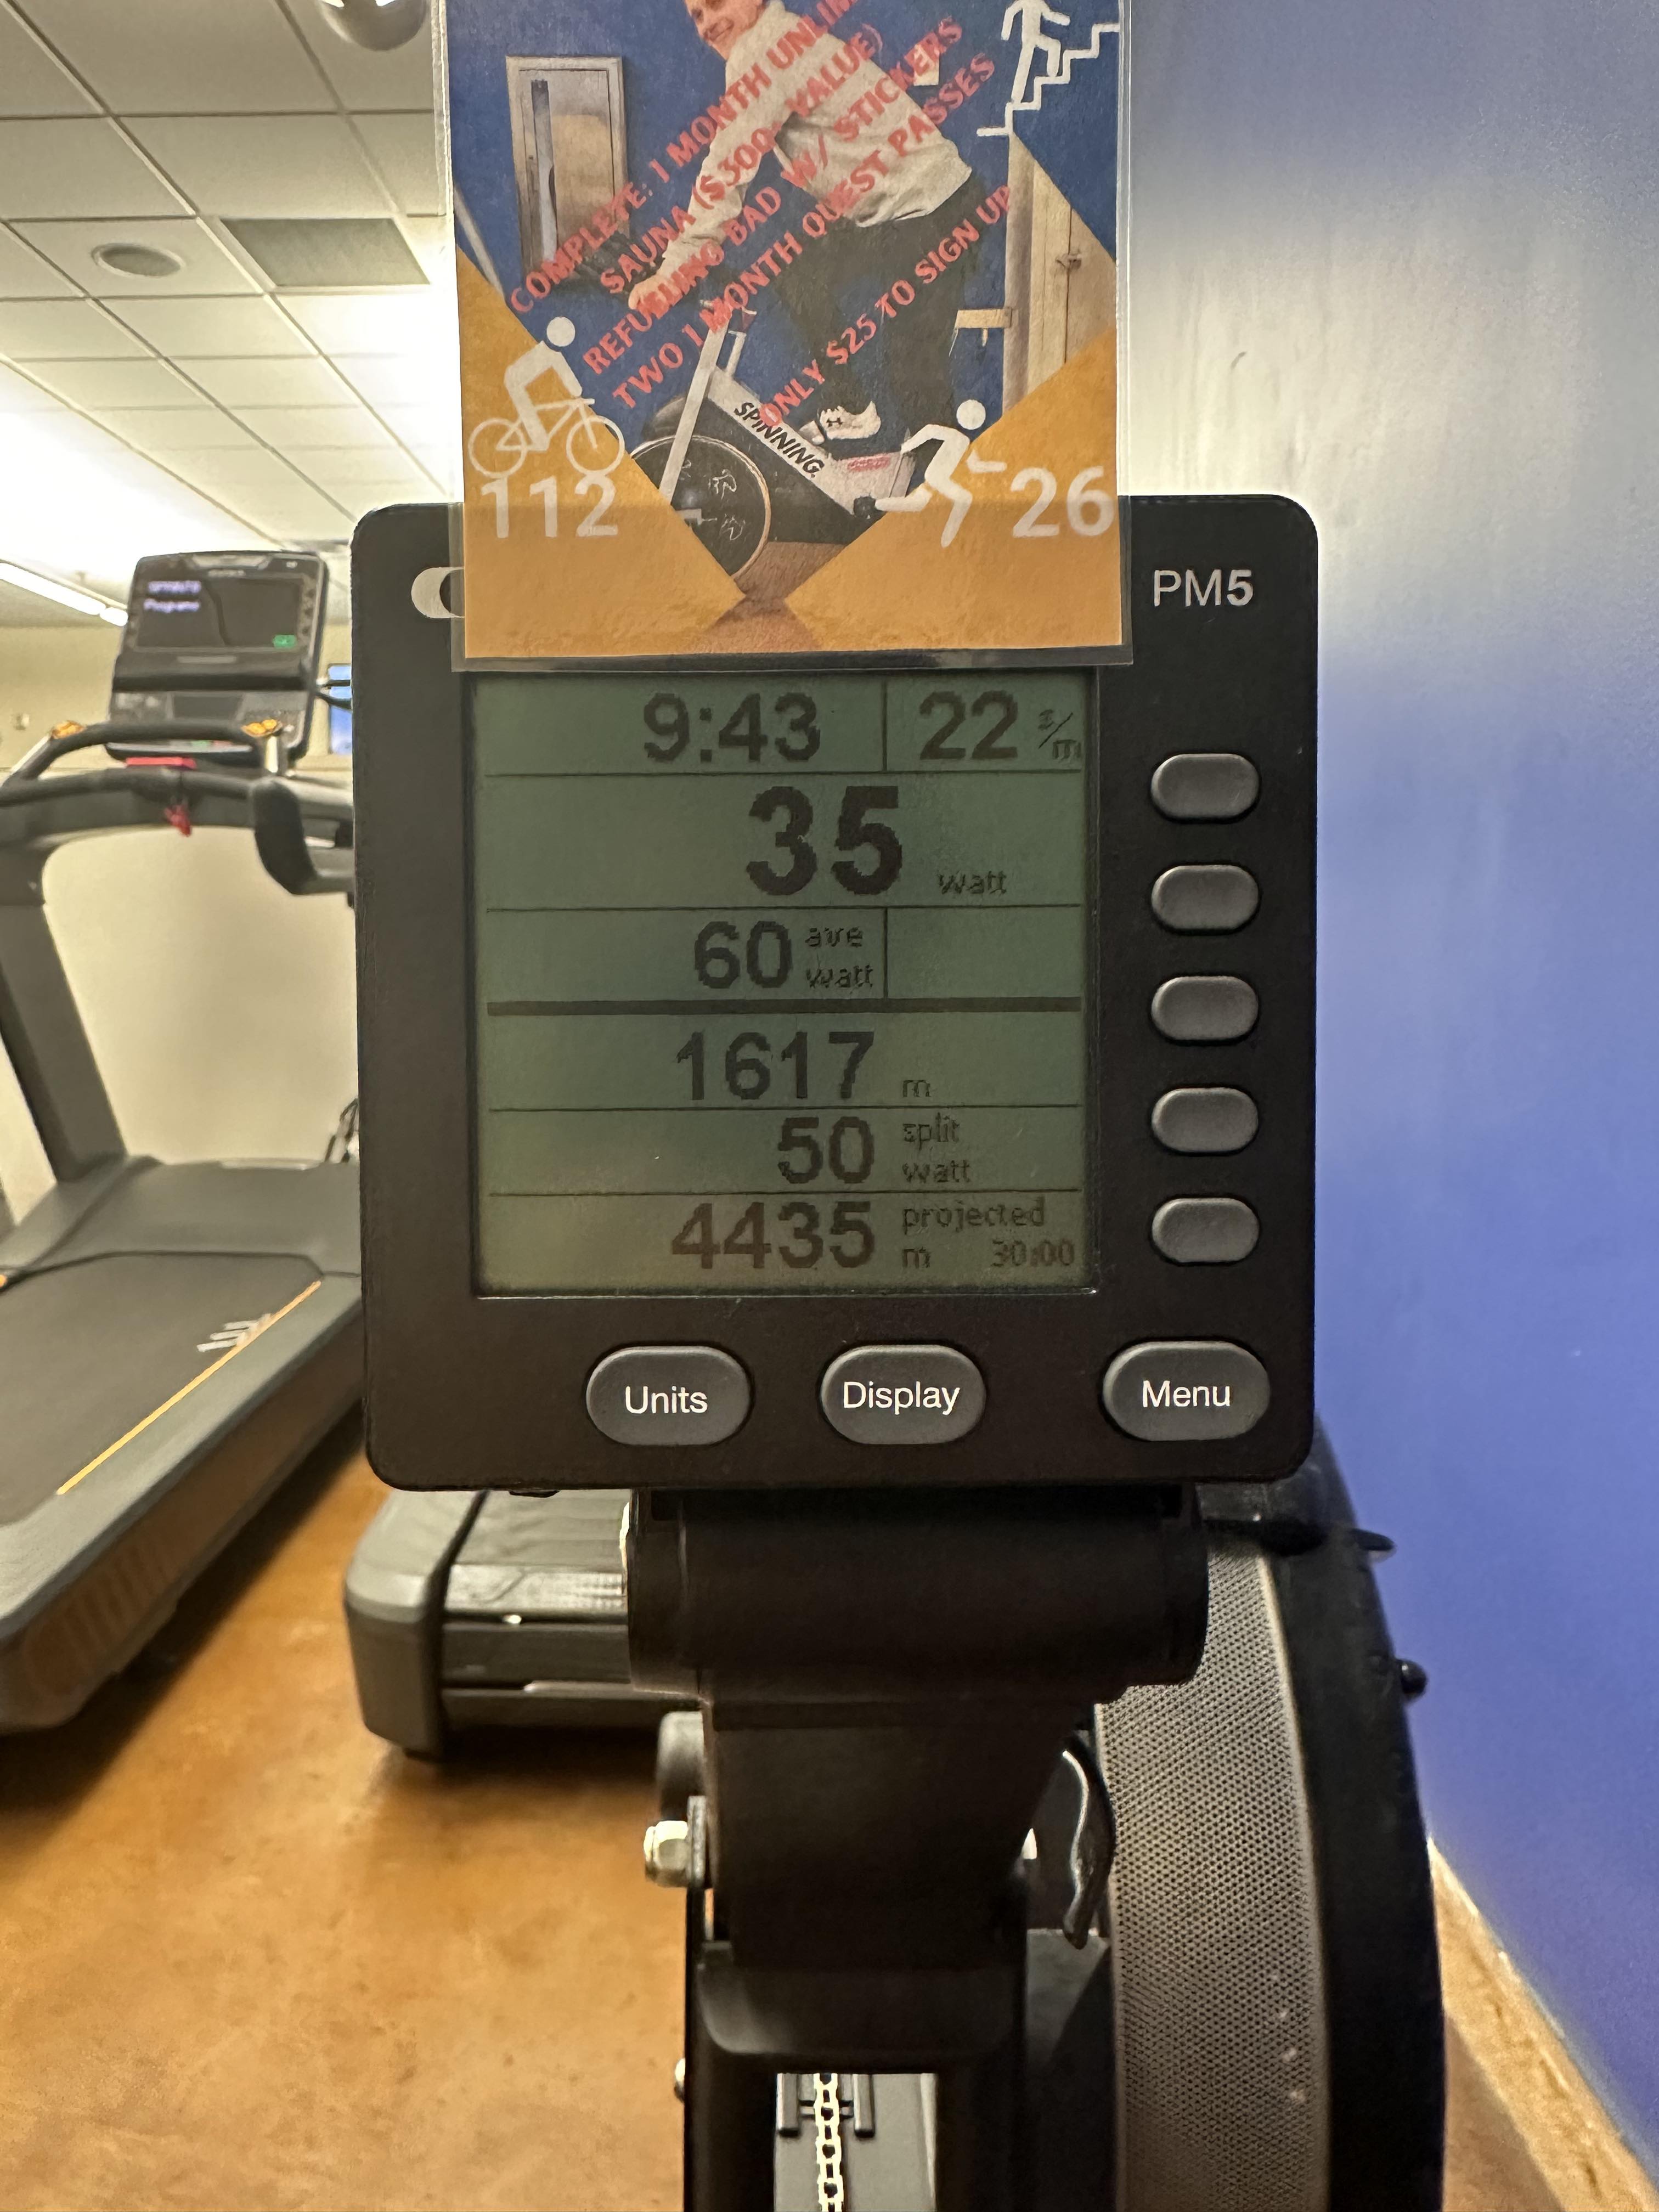 COMPLETE: 1 MONTH UNLIM
SAUNA ($300+ VALUE)
REFUELING BAD W/ STICKERS
TWO 1 MONTH QUEST PASSES
ONLY $25 TO SIGN UP
SPINNING
112
26
PM5
9:43 22 s/m
35 watt
60 ave watt
1617 m
50 split watt
4435 projected
m 30:00
Units Display Menu